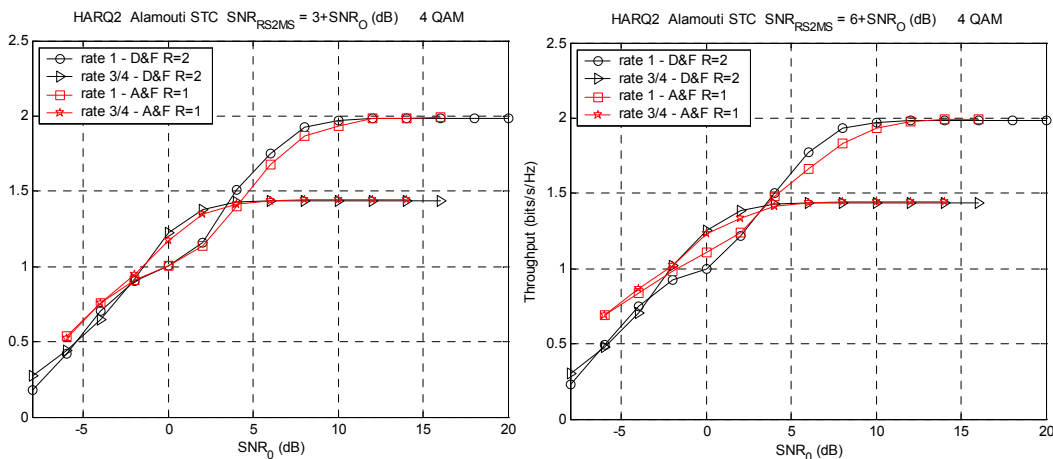 HARQ2 Alamouti STC SNR_RS2MS = 3+SNR_O (dB) 4 QAM
2.5
2
1.5
1
0.5
0
rate 1 - D&F R=2
rate 3/4 - D&F R=2
rate 1 - A&F R=1
rate 3/4 - A&F R=1
-5
0
5
10
15
20
SNR_0 (dB)
HARQ2 Alamouti STC SNR_RS2MS = 6+SNR_O (dB) 4 QAM
Throughput (bits/s/Hz)
2.5
2
1.5
1
0.5
0
rate 1 - D&F R=2
rate 3/4 - D&F R=2
rate 1 - A&F R=1
rate 3/4 - A&F R=1
-5
0
5
10
15
20
SNR_0 (dB)